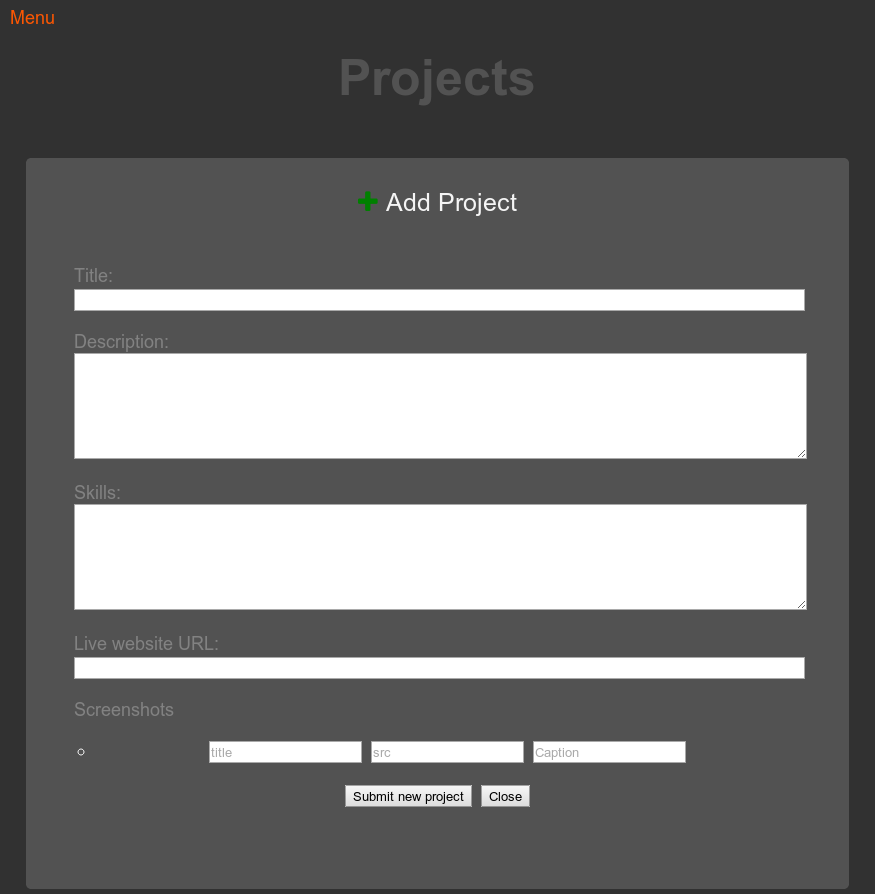 Menu
Projects
Add Project
Title:
Description:
Skills:
Live website URL:
Screenshots
title src Caption
Submit new project Close